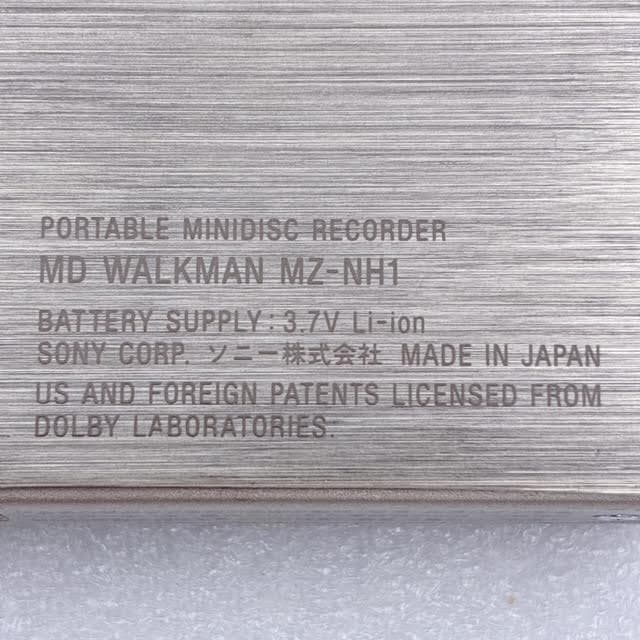 PORTABLE MINIDISC RECORDER
MD WALKMAN MZ-NH1
BATTERY SUPPLY: 3.7V Li-ion
SONY CORP. ソニー株式会社 MADE IN JAPAN
US AND FOREIGN PATENTS LICENSED FROM
DOLBY LABORATORIES.